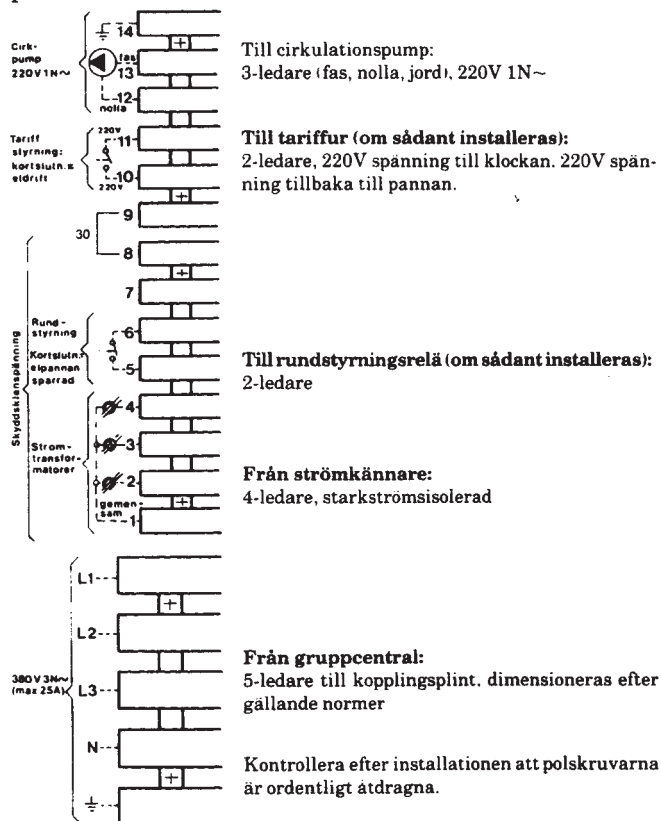 14
Cirk-
pump
220V 1N~
fas
13
12
nolla
Till cirkulationspump:
3-ledare (fas, nolla, jord), 220V 1N~
Tariff
styrning:
kortslutn.=
eldrift
220V
11
10
220V
Till tariffur (om sådant installeras):
2-ledare, 220V spänning till klockan. 220V spän-
ning tillbaka till pannan.
9
30
8
7
Skyddsklenspänning
Rund-
styrning
Kortslutn.=
elpannan
sparrad
6
5
Till rundstyrningsrelä (om sådant installeras):
2-ledare
Strom-
transfor-
matorer
4
3
2
gemen-
sam
1
Från strömkännare:
4-ledare, starkströmsisolerad
380V 3N~
(max 25A)
L1
L2
L3
N
Från gruppcentral:
5-ledare till kopplingsplint, dimensioneras efter
gällande normer
Kontrollera efter installationen att polskruvarna
är ordentligt åtdragna.